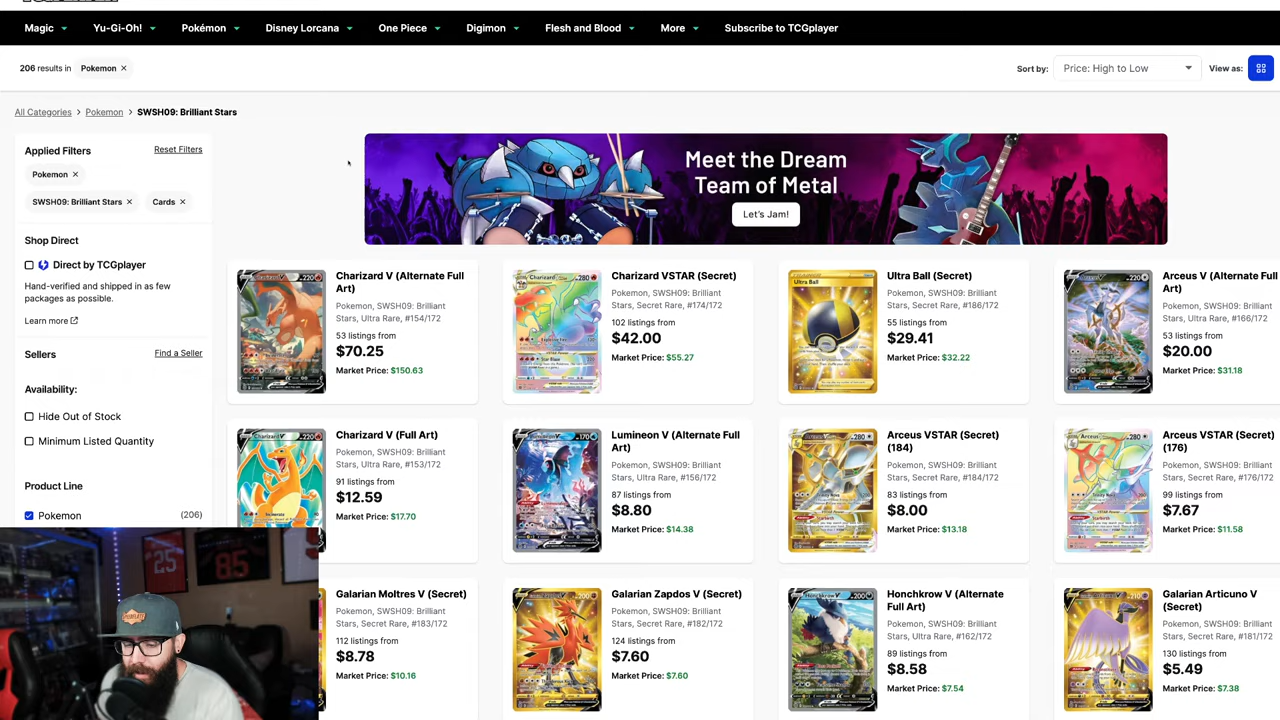 Magic Yu-Gi-Oh! Pokémon Disney Lorcana One Piece Digimon Flesh and Blood More Subscribe to TCGplayer
206 results in Pokemon ×
Sort by: Price: High to Low View as:
All Categories > Pokemon > SWSH09: Brilliant Stars
Applied Filters Reset Filters
Pokemon ×
SWSH09: Brilliant Stars × Cards ×
Shop Direct
Direct by TCGplayer
Hand-verified and shipped in as few
packages as possible.
Learn more
Sellers Find a Seller
Availability:
Hide Out of Stock
Minimum Listed Quantity
Product Line
Pokemon (206)
Meet the Dream
Team of Metal
Let's Jam!
Charizard V (Alternate Full
Art)
Pokemon, SWSH09: Brilliant
Stars, Ultra Rare, #154/172
53 listings from
$70.25
Market Price: $150.63
Charizard VSTAR (Secret)
Pokemon, SWSH09: Brilliant
Stars, Secret Rare, #174/172
102 listings from
$42.00
Market Price: $55.27
Ultra Ball (Secret)
Pokemon, SWSH09: Brilliant
Stars, Secret Rare, #186/172
55 listings from
$29.41
Market Price: $32.22
Arceus V (Alternate Full
Art)
Pokemon, SWSH09: Brilliant
Stars, Ultra Rare, #166/172
53 listings from
$20.00
Market Price: $31.18
Charizard V (Full Art)
Pokemon, SWSH09: Brilliant
Stars, Ultra Rare, #153/172
91 listings from
$12.59
Market Price: $17.70
Lumineon V (Alternate Full
Art)
Pokemon, SWSH09: Brilliant
Stars, Ultra Rare, #156/172
87 listings from
$8.80
Market Price: $14.38
Arceus VSTAR (Secret)
(184)
Pokemon, SWSH09: Brilliant
Stars, Secret Rare, #184/172
83 listings from
$8.00
Market Price: $13.18
Arceus VSTAR (Secret)
(176)
Pokemon, SWSH09: Brilliant
Stars, Secret Rare, #176/172
99 listings from
$7.67
Market Price: $11.58
Galarian Moltres V (Secret)
Pokemon, SWSH09: Brilliant
Stars, Secret Rare, #183/172
112 listings from
$8.78
Market Price: $10.16
Galarian Zapdos V (Secret)
Pokemon, SWSH09: Brilliant
Stars, Secret Rare, #182/172
124 listings from
$7.60
Market Price: $7.60
Honchkrow V (Alternate
Full Art)
Pokemon, SWSH09: Brilliant
Stars, Ultra Rare, #162/172
89 listings from
$8.58
Market Price: $7.54
Galarian Articuno V
(Secret)
Pokemon, SWSH09: Brilliant
Stars, Secret Rare, #181/172
130 listings from
$5.49
Market Price: $7.38
25
85